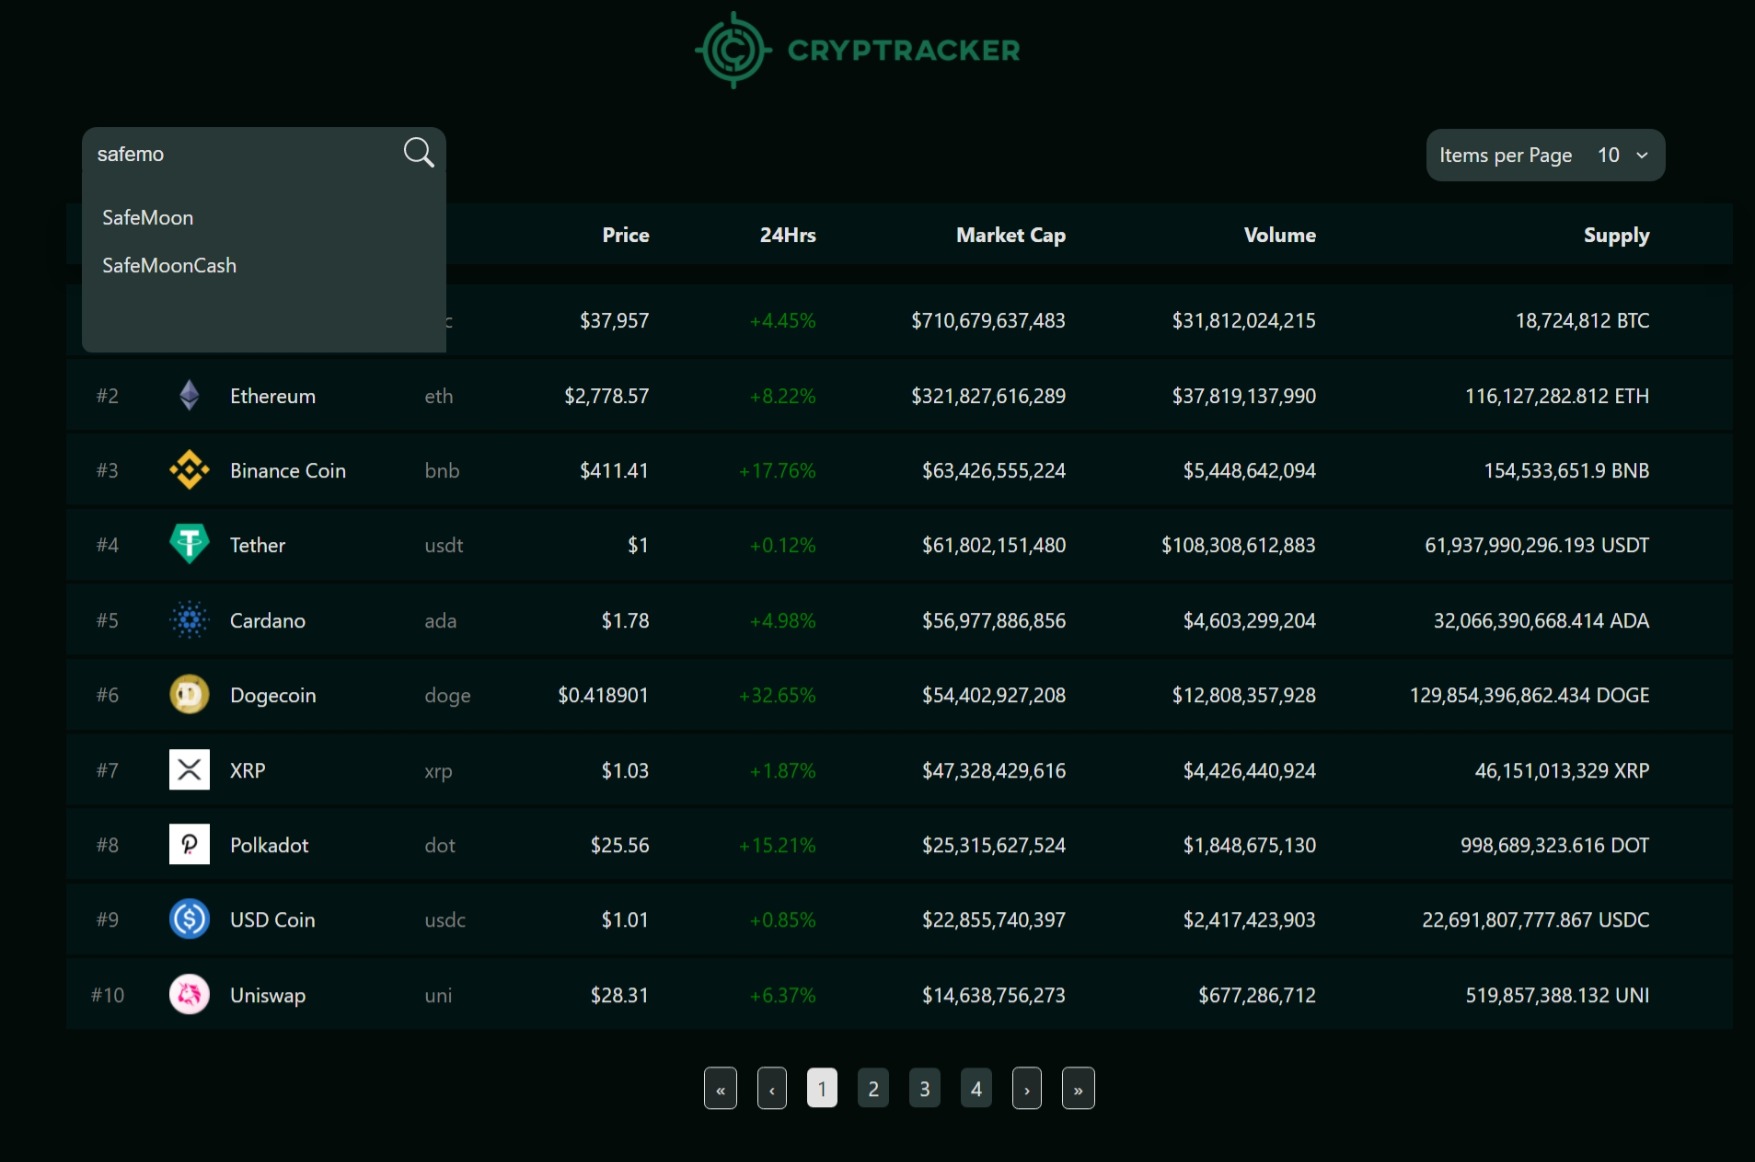 CRYPTRACKER
safemo
Items per Page 10
SafeMoon
SafeMoonCash
Price 24Hrs Market Cap Volume Supply
c $37,957 +4.45% $710,679,637,483 $31,812,024,215 18,724,812 BTC
#2 Ethereum eth $2,778.57 +8.22% $321,827,616,289 $37,819,137,990 116,127,282.812 ETH
#3 Binance Coin bnb $411.41 +17.76% $63,426,555,224 $5,448,642,094 154,533,651.9 BNB
#4 Tether usdt $1 +0.12% $61,802,151,480 $108,308,612,883 61,937,990,296.193 USDT
#5 Cardano ada $1.78 +4.98% $56,977,886,856 $4,603,299,204 32,066,390,668.414 ADA
#6 Dogecoin doge $0.418901 +32.65% $54,402,927,208 $12,808,357,928 129,854,396,862.434 DOGE
#7 XRP xrp $1.03 +1.87% $47,328,429,616 $4,426,440,924 46,151,013,329 XRP
#8 Polkadot dot $25.56 +15.21% $25,315,627,524 $1,848,675,130 998,689,323.616 DOT
#9 USD Coin usdc $1.01 +0.85% $22,855,740,397 $2,417,423,903 22,691,807,777.867 USDC
#10 Uniswap uni $28.31 +6.37% $14,638,756,273 $677,286,712 519,857,388.132 UNI
« ‹ 1 2 3 4 › »